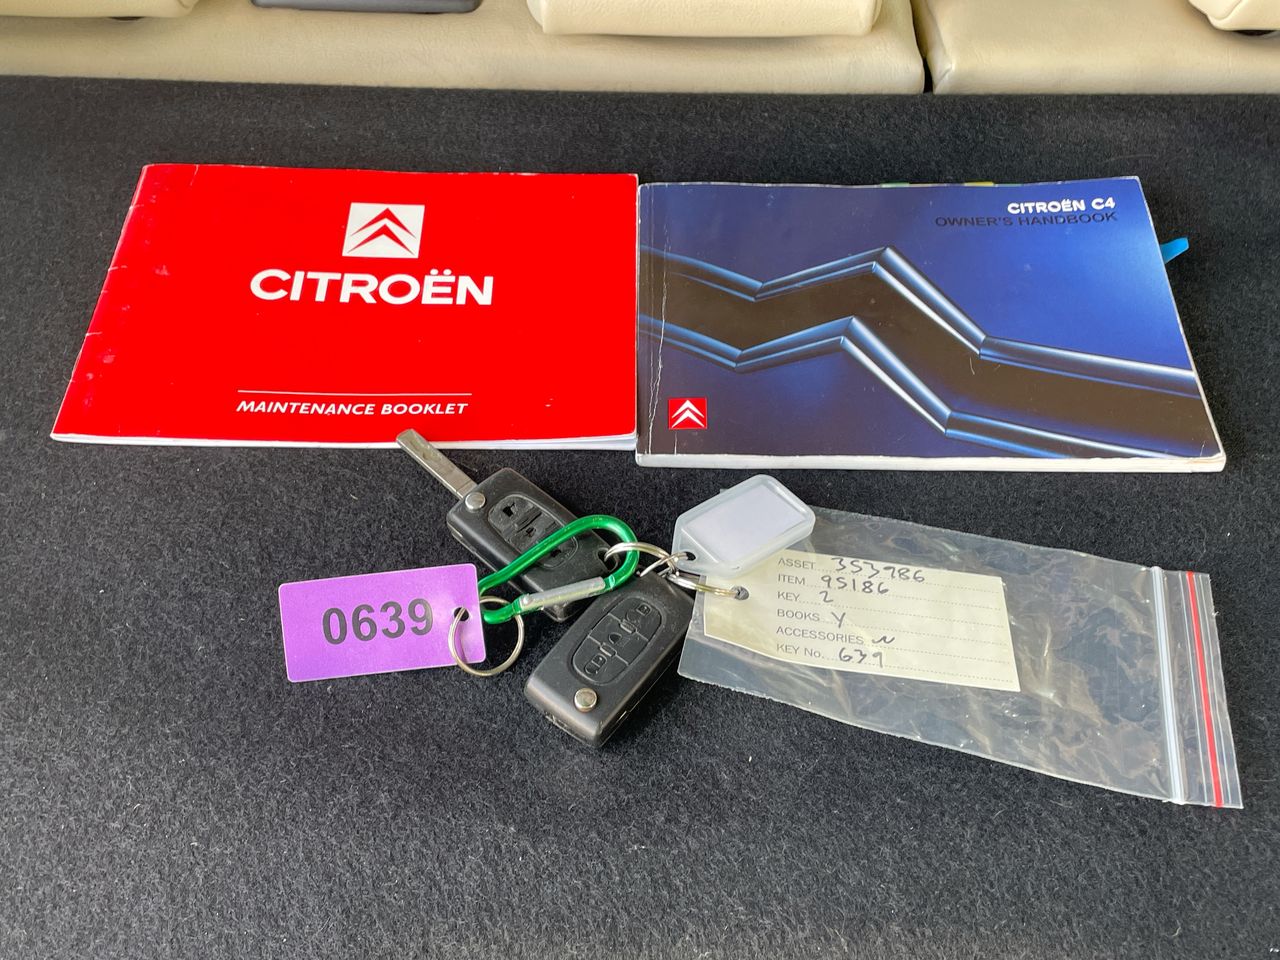 CITROËN
MAINTENANCE BOOKLET
CITROËN C4
OWNER'S HANDBOOK
0639
ASSET 353986
ITEM 95186
KEY 2
BOOKS Y
ACCESSORIES N
KEY No. 639